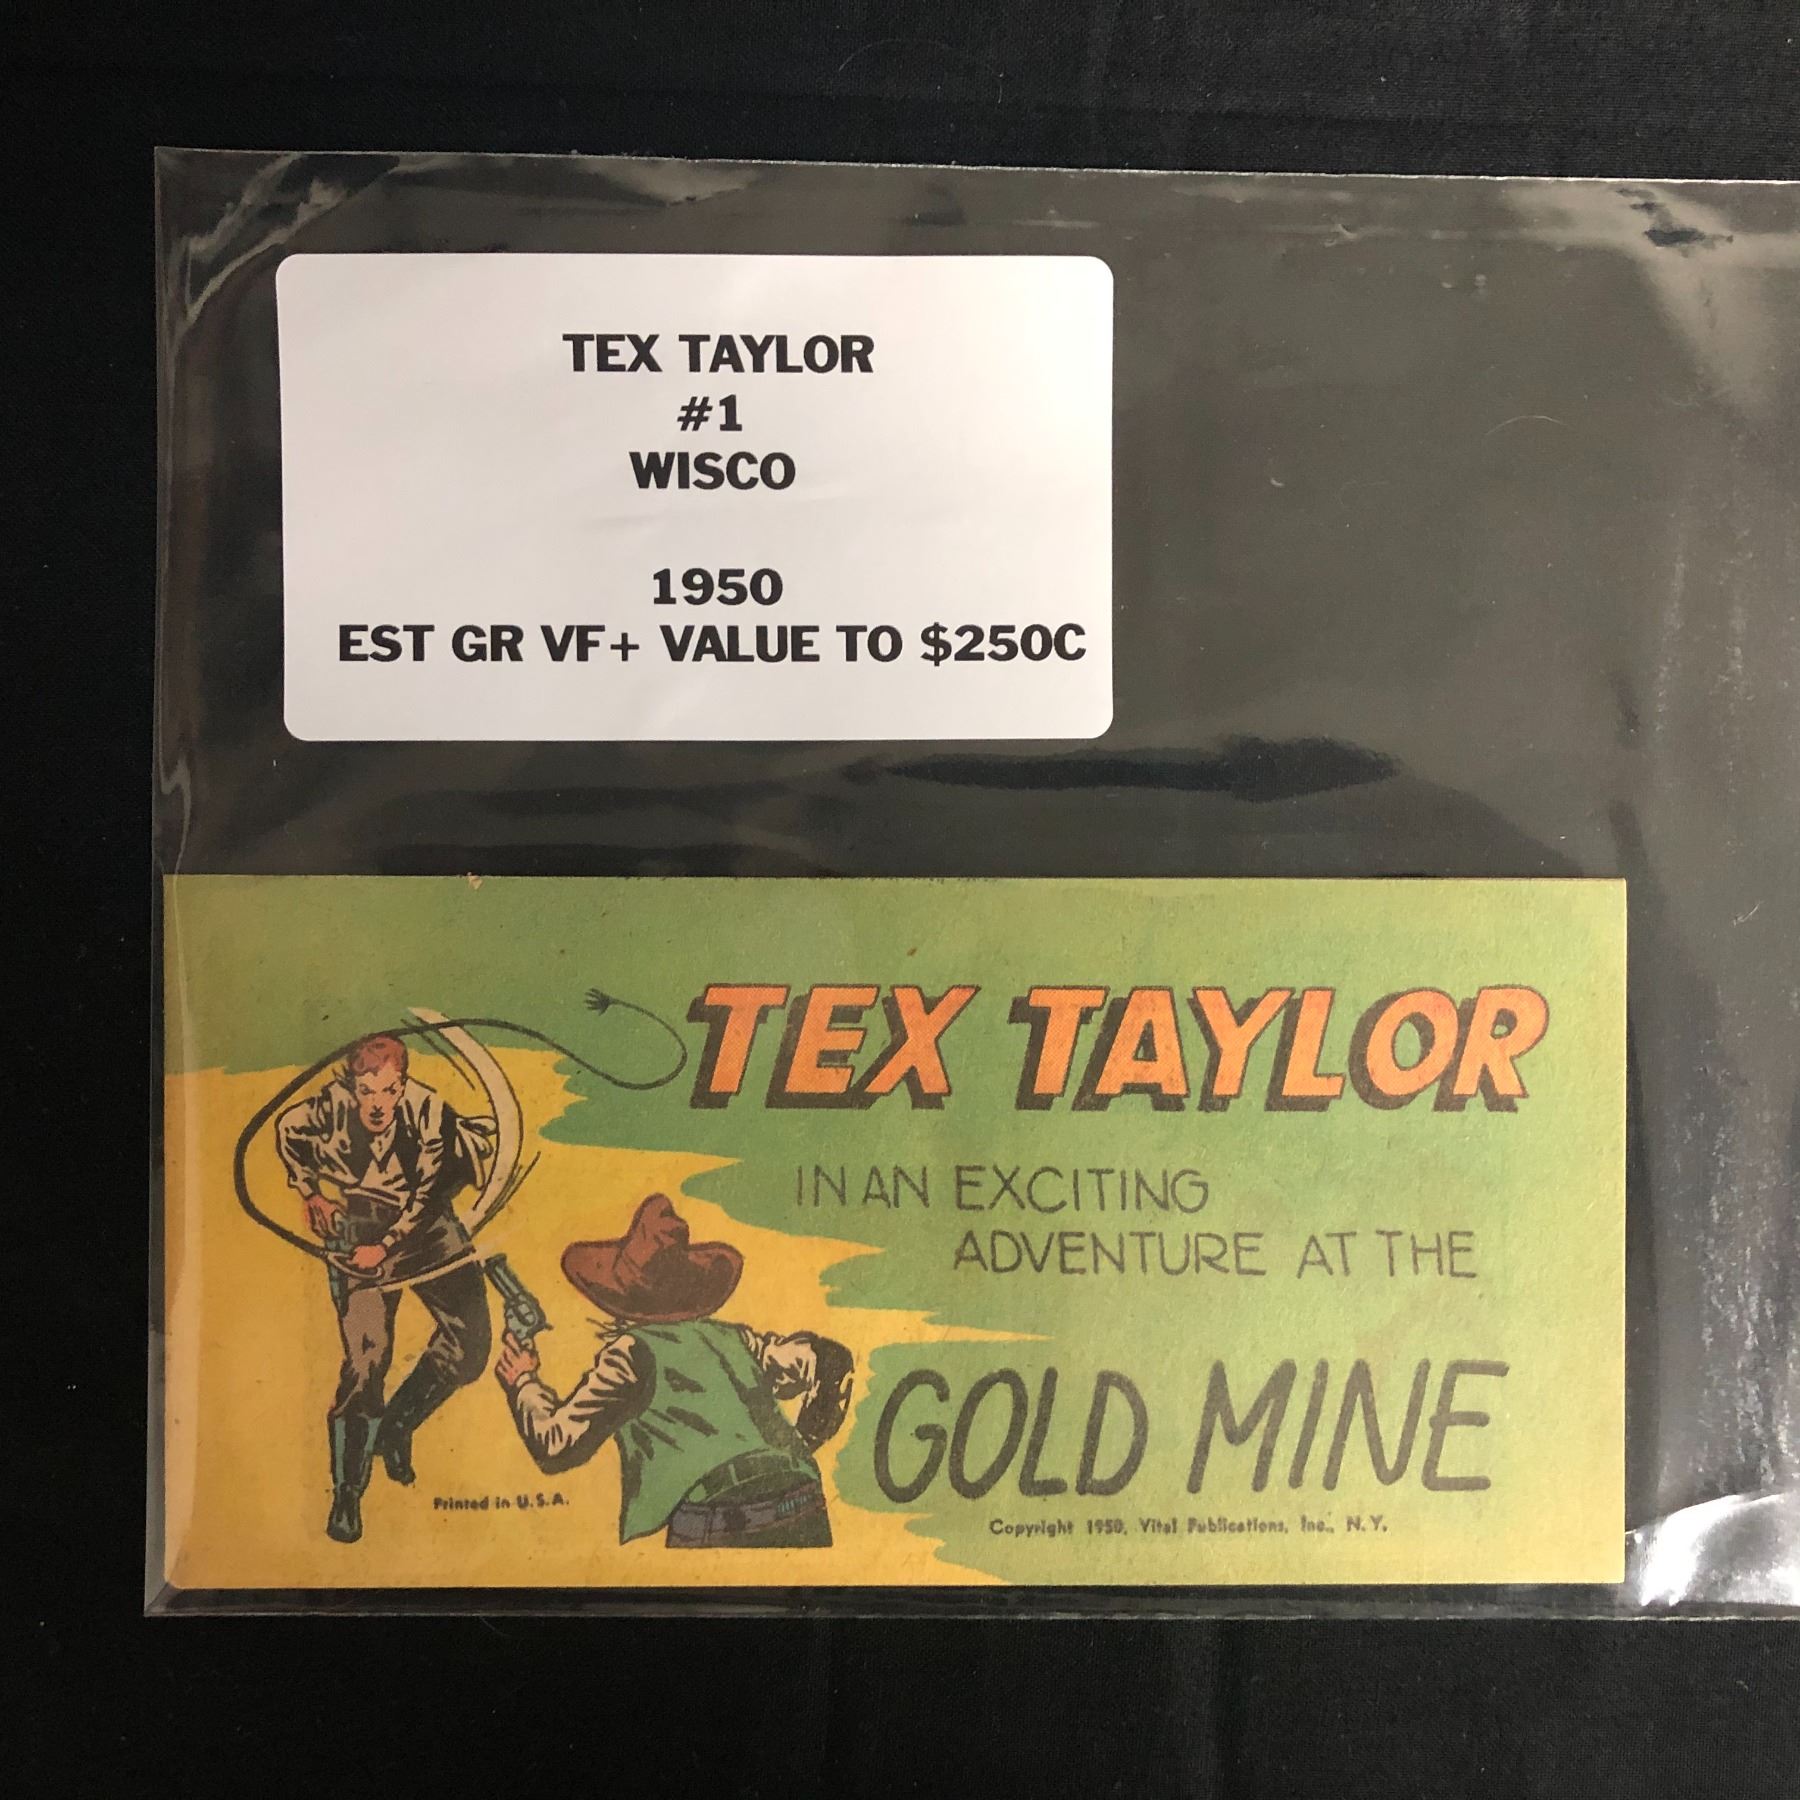 TEX TAYLOR
#1
WISCO
1950
EST GR VF+ VALUE TO $250C
TEX TAYLOR
IN AN EXCITING
ADVENTURE AT THE
GOLD MINE
Printed in U.S.A.
Copyright 1950, Vital Publications, Inc., N.Y.